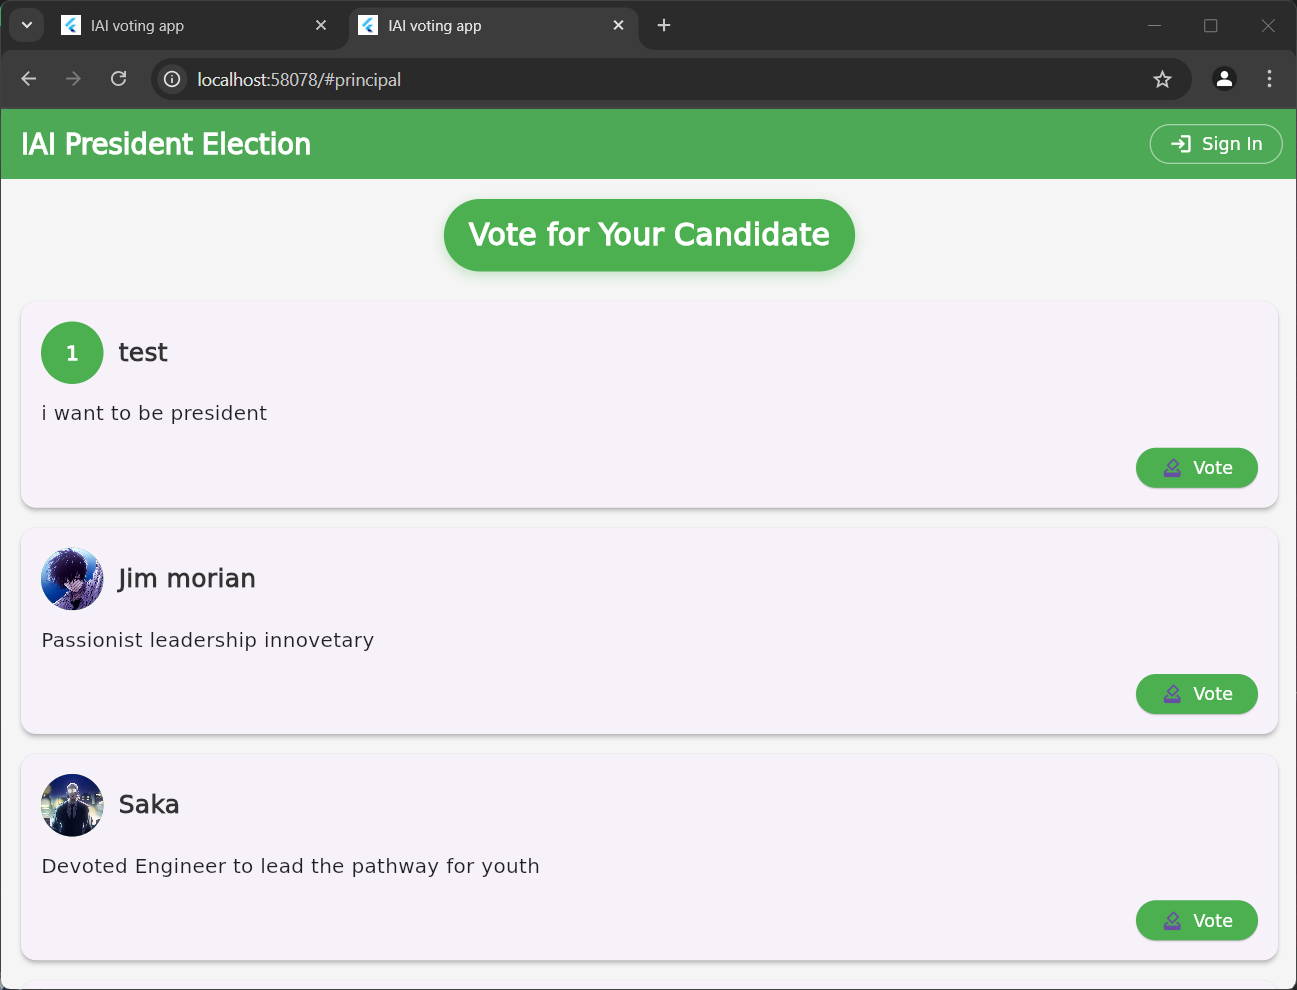 IAI voting app
IAI voting app
localhost:58078/#principal
IAI President Election
Sign In
Vote for Your Candidate
1
test
i want to be president
Vote
Jim morian
Passionist leadership innovetary
Vote
Saka
Devoted Engineer to lead the pathway for youth
Vote